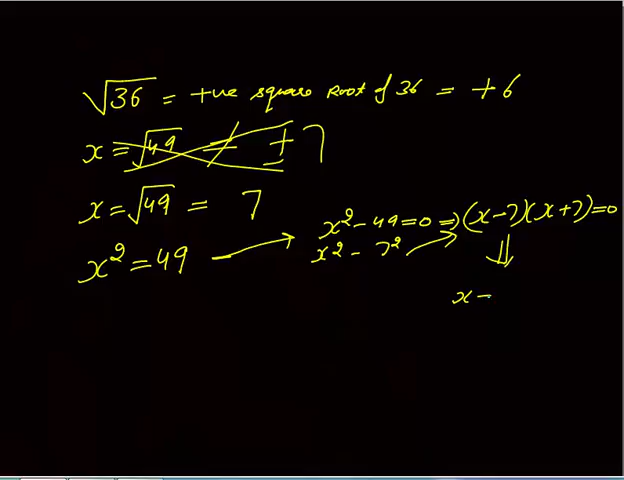 √36 = +ve square root of 36 = +6
x = √49 ≠ ± 7
x = √49 = 7
x² = 49 → x² - 49 = 0 ⇒ (x - 7)(x + 7) = 0
x² - 7²
⇓
x -